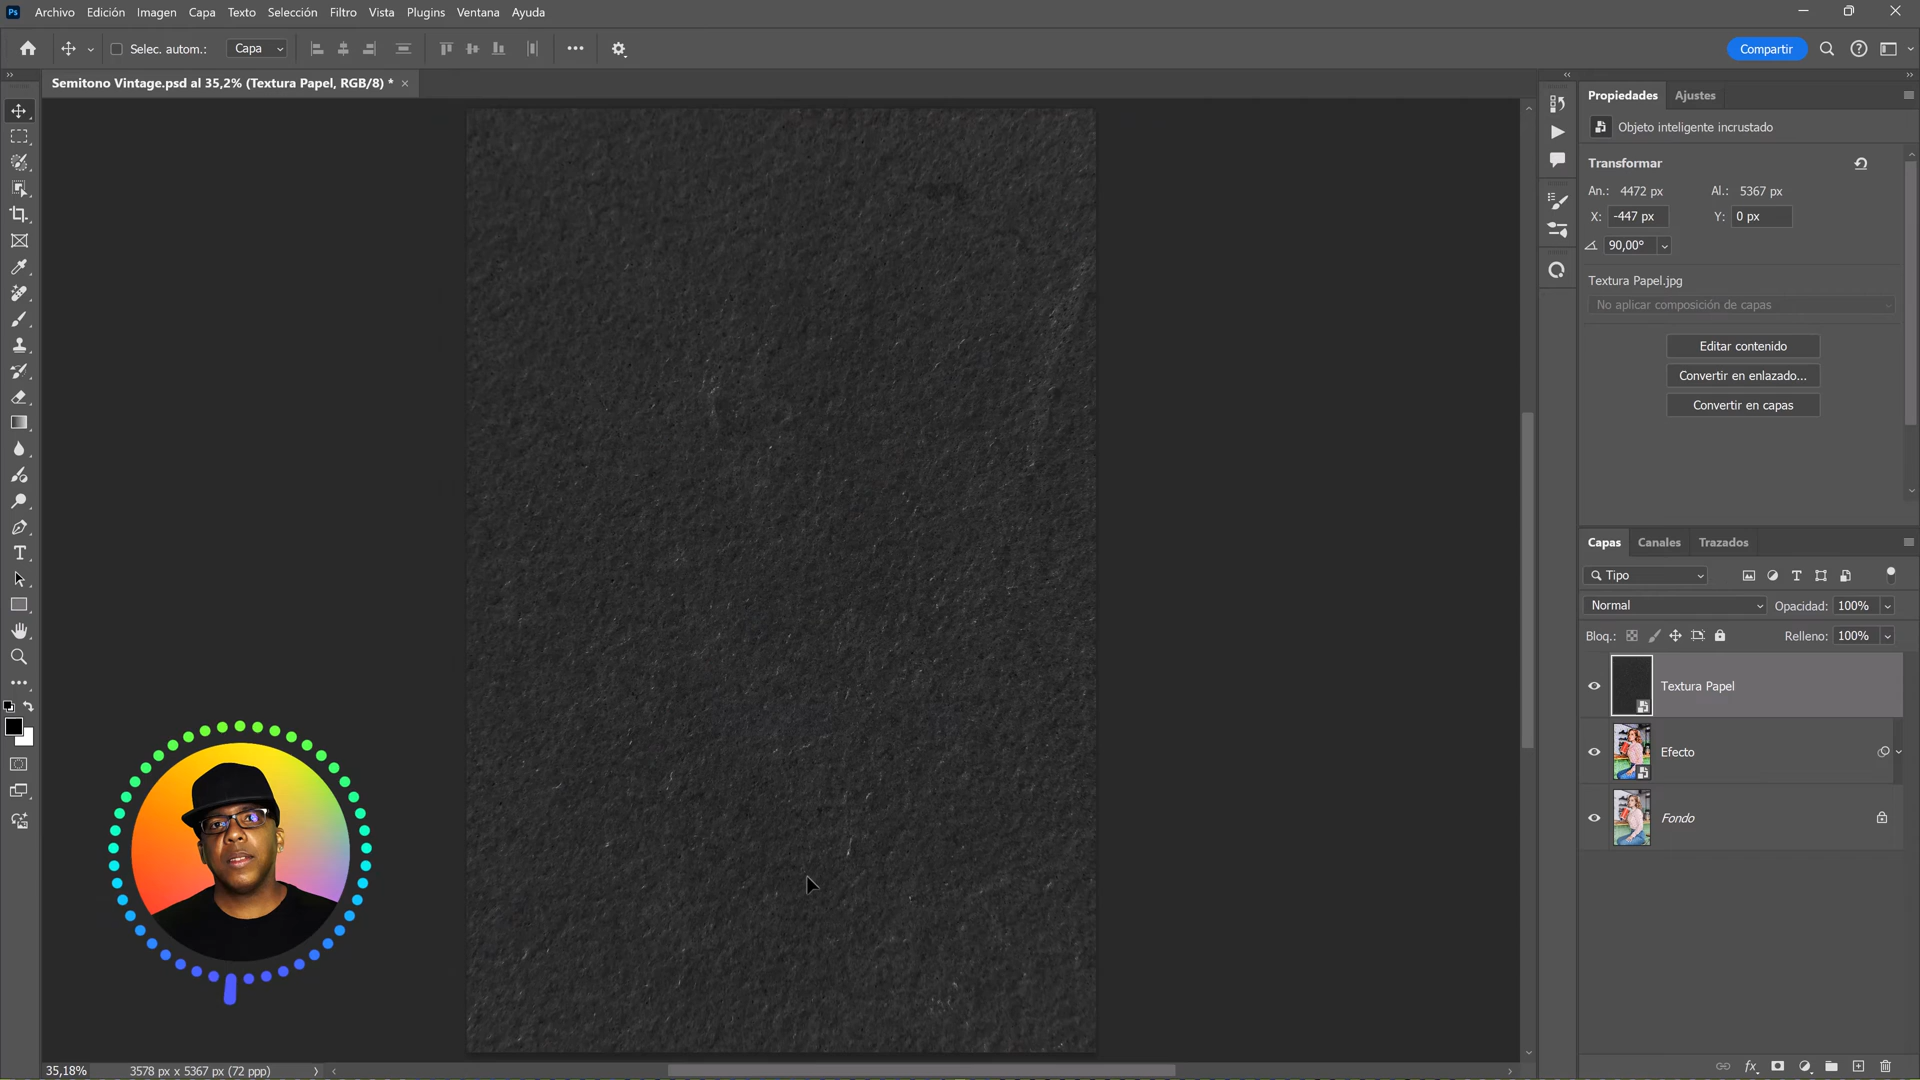 Ps Archivo Edición Imagen Capa Texto Selección Filtro Vista Plugins Ventana Ayuda
Selec. autom.: Capa Compartir
Semitono Vintage.psd al 35,2% (Textura Papel, RGB/8) *
Propiedades Ajustes
Objeto inteligente incrustado
Transformar
An.: 4472 px Al.: 5367 px
X: -447 px Y: 0 px
90,00°
Textura Papel.jpg
No aplicar composición de capas
Editar contenido
Convertir en enlazado...
Convertir en capas
Capas Canales Trazados
Tipo
Normal Opacidad: 100%
Bloq.: Relleno: 100%
Textura Papel
Efecto
Fondo
35,18% 3578 px x 5367 px (72 ppp)